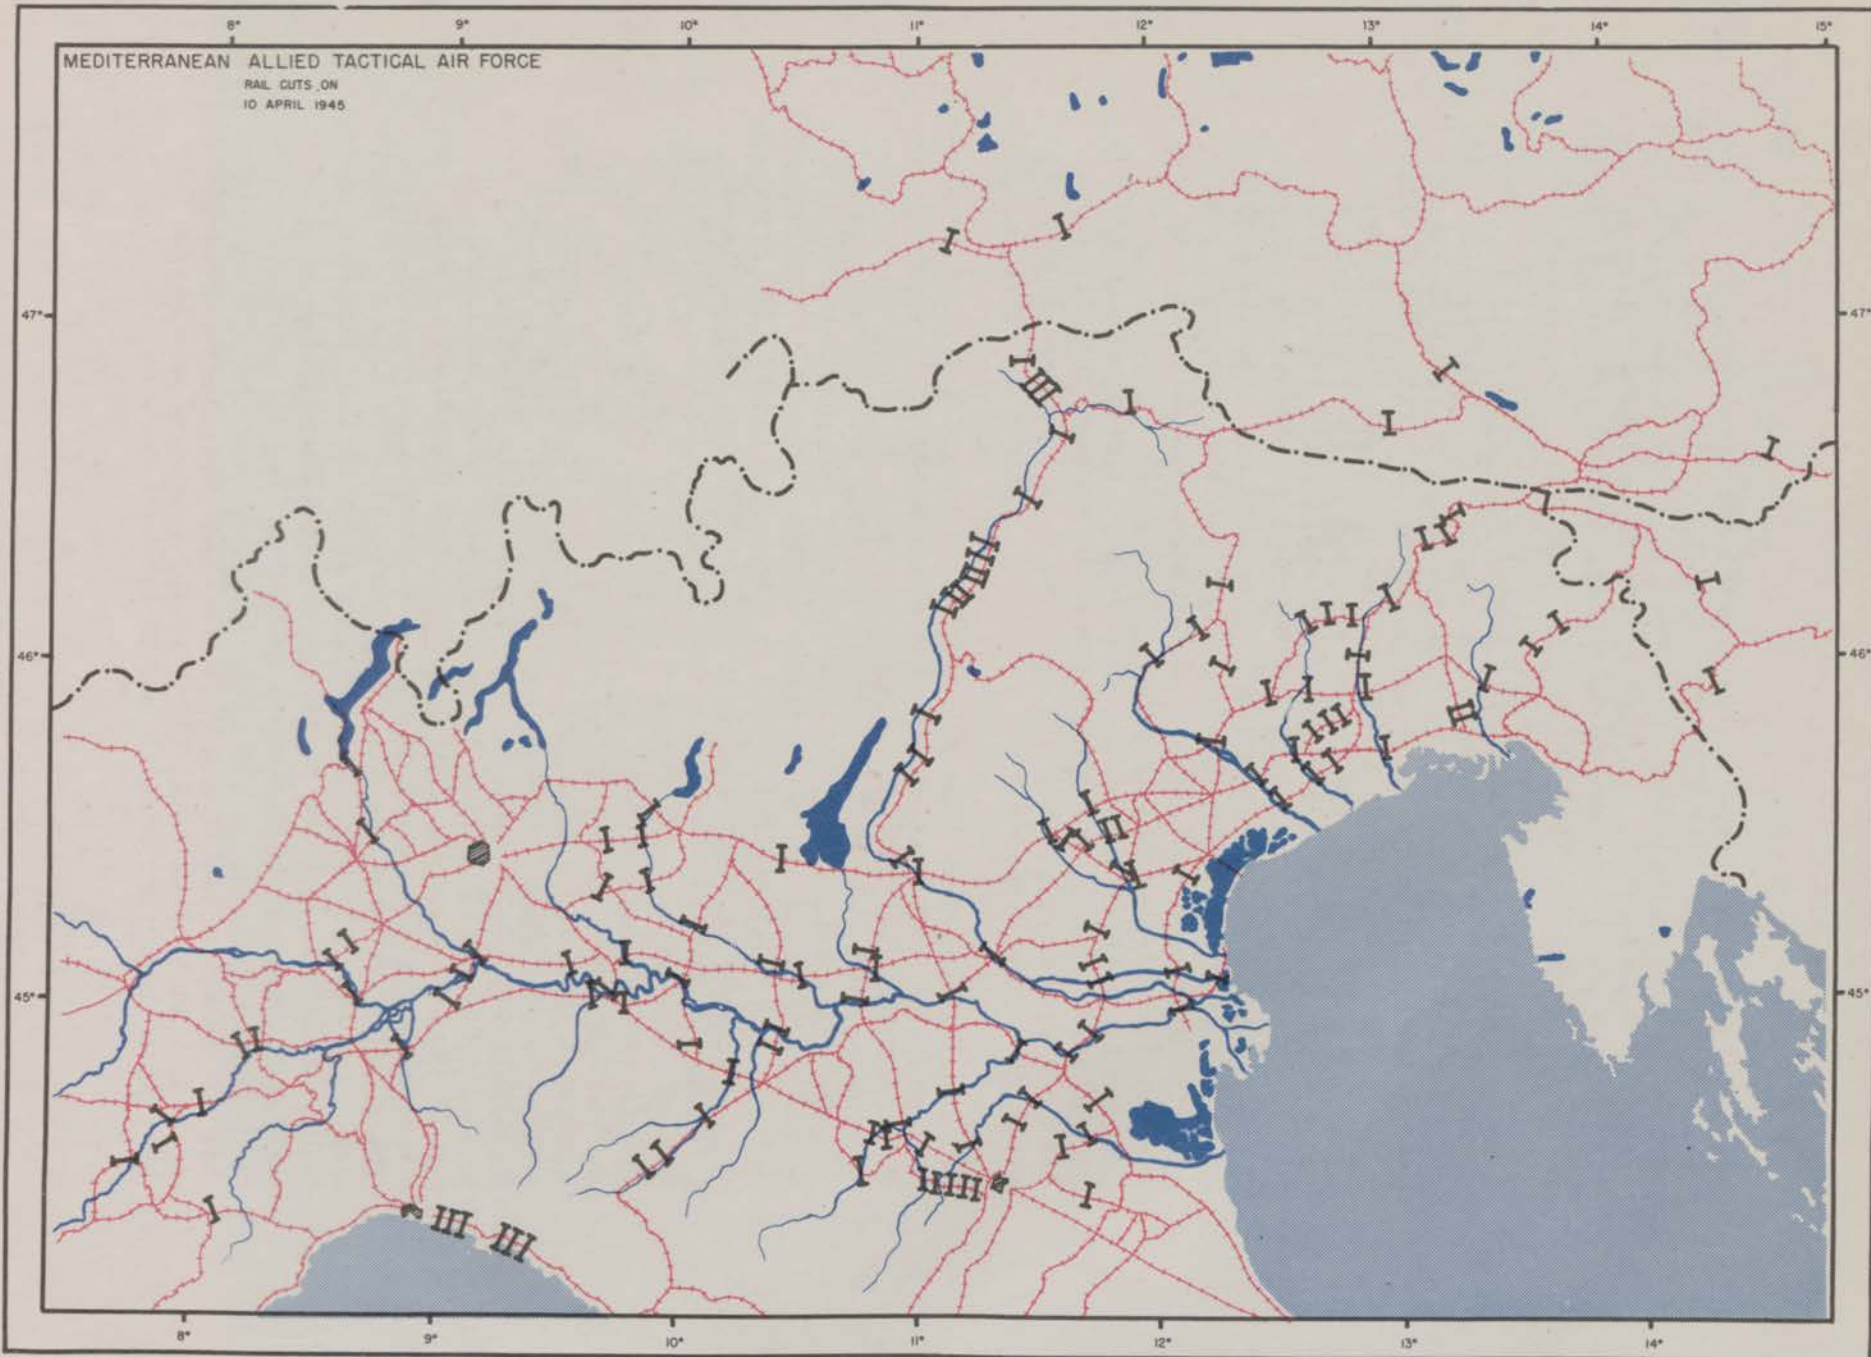 8° 9° 10° 11° 12° 13° 14° 15°
MEDITERRANEAN ALLIED TACTICAL AIR FORCE
RAIL CUTS ON
10 APRIL 1945
47° 47°
46° 46°
45° 45°
8° 9° 10° 11° 12° 13° 14°